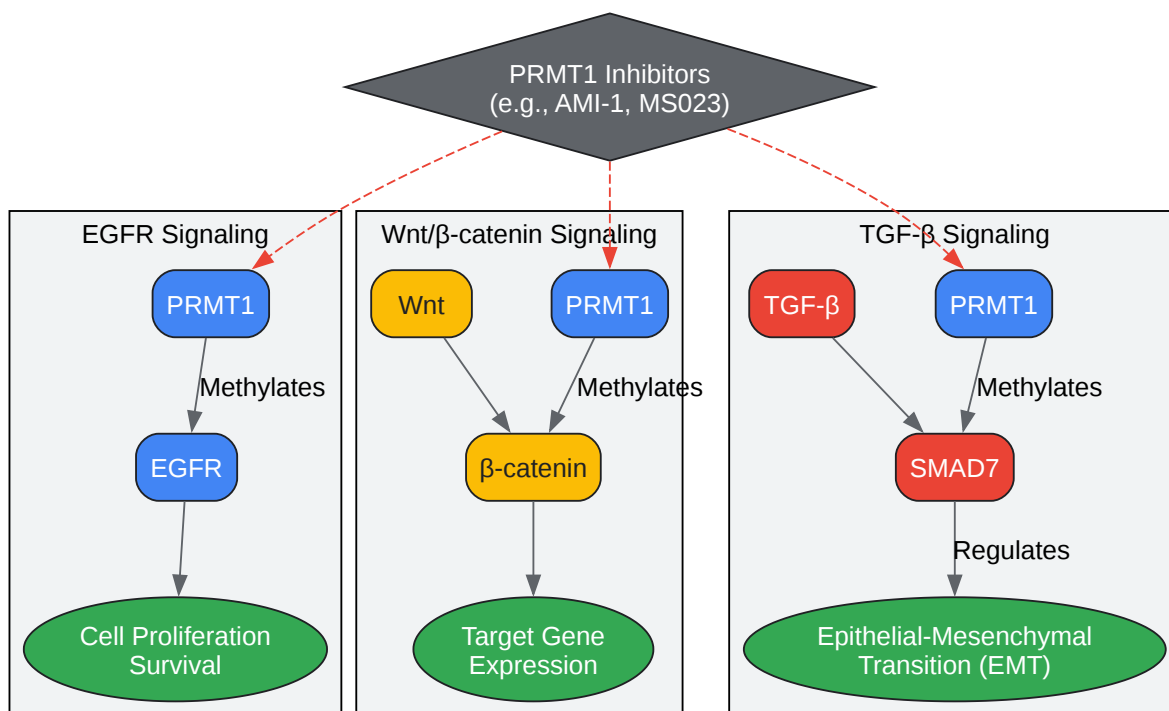 PRMT1 Inhibitors
(e.g., AMI-1, MS023)
EGFR Signaling
PRMT1
Methylates
EGFR
Cell Proliferation
Survival
Wnt/β-catenin Signaling
Wnt
PRMT1
Methylates
β-catenin
Target Gene
Expression
TGF-β Signaling
TGF-β
PRMT1
Methylates
SMAD7
Regulates
Epithelial-Mesenchymal
Transition (EMT)